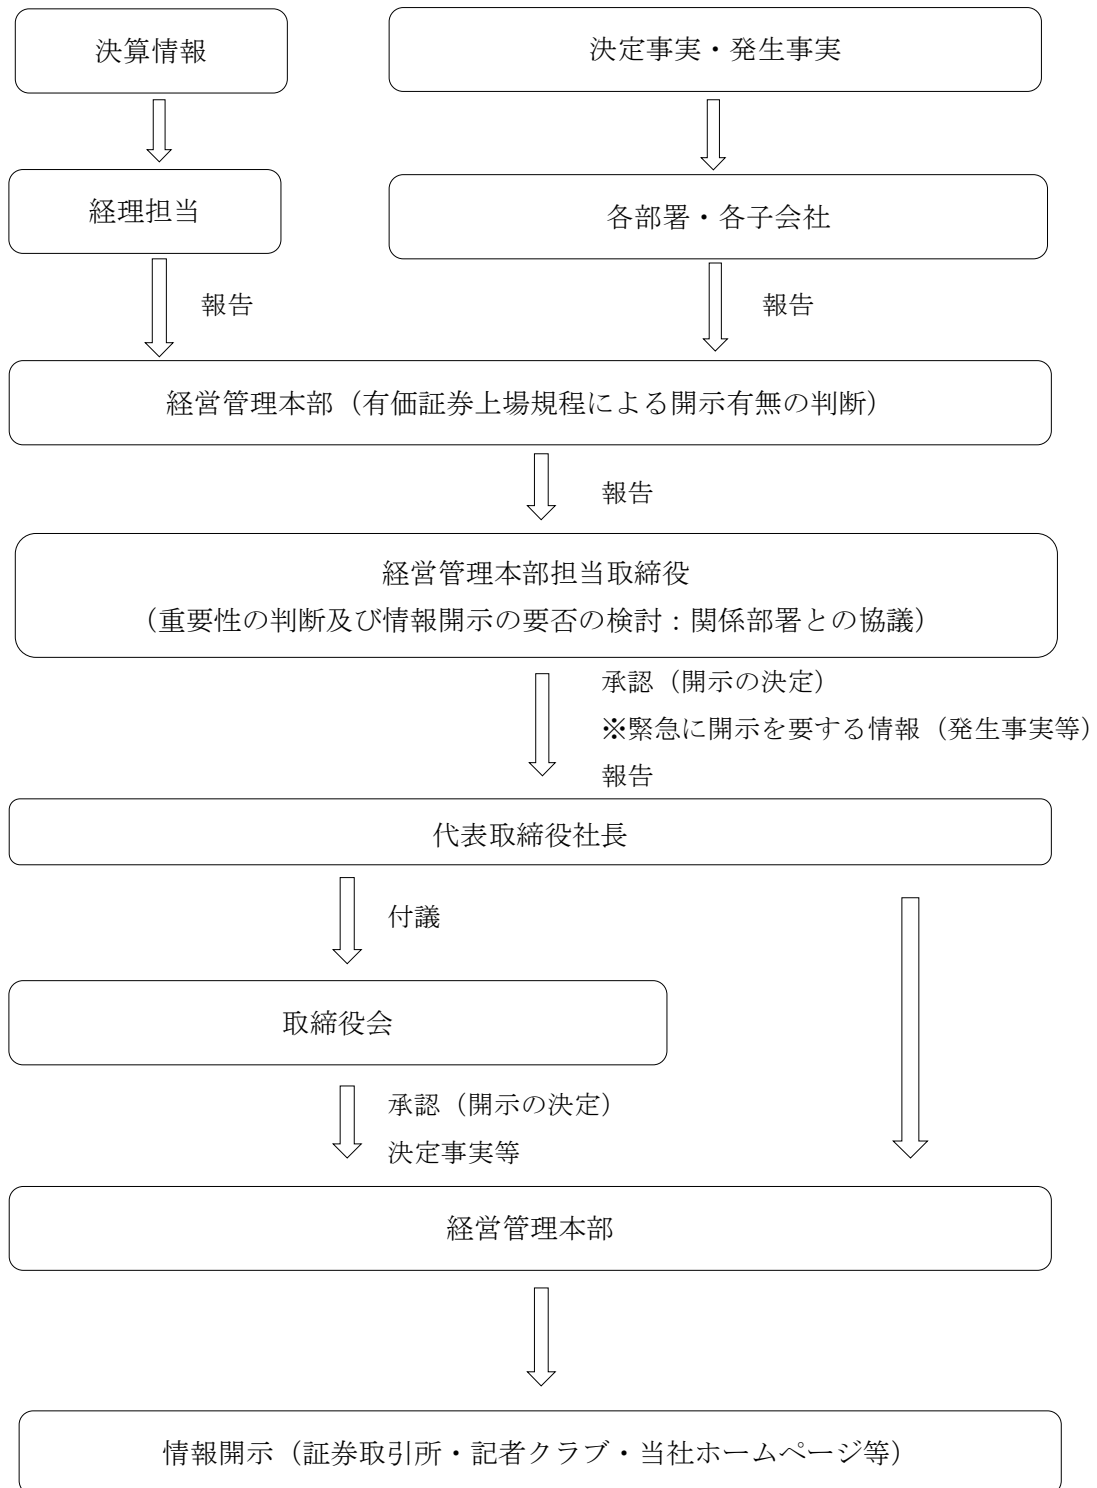 決算情報
決定事実・発生事実
経理担当
各部署・各子会社
報告
報告
経営管理本部（有価証券上場規程による開示有無の判断）
報告
経営管理本部担当取締役
（重要性の判断及び情報開示の要否の検討：関係部署との協議）
承認（開示の決定）
※緊急に開示を要する情報（発生事実等）
報告
代表取締役社長
付議
取締役会
承認（開示の決定）
決定事実等
経営管理本部
情報開示（証券取引所・記者クラブ・当社ホームページ等）